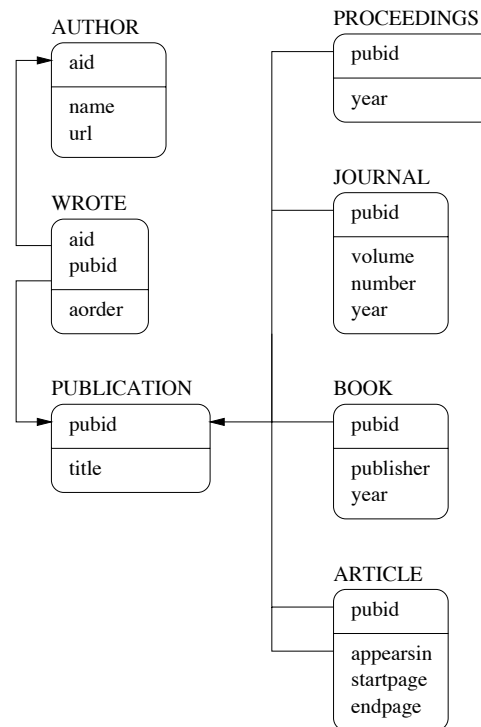 AUTHOR
aid
name
url
WROTE
aid
pubid
aorder
PUBLICATION
pubid
title
PROCEEDINGS
pubid
year
JOURNAL
pubid
volume
number
year
BOOK
pubid
publisher
year
ARTICLE
pubid
appearsin
startpage
endpage